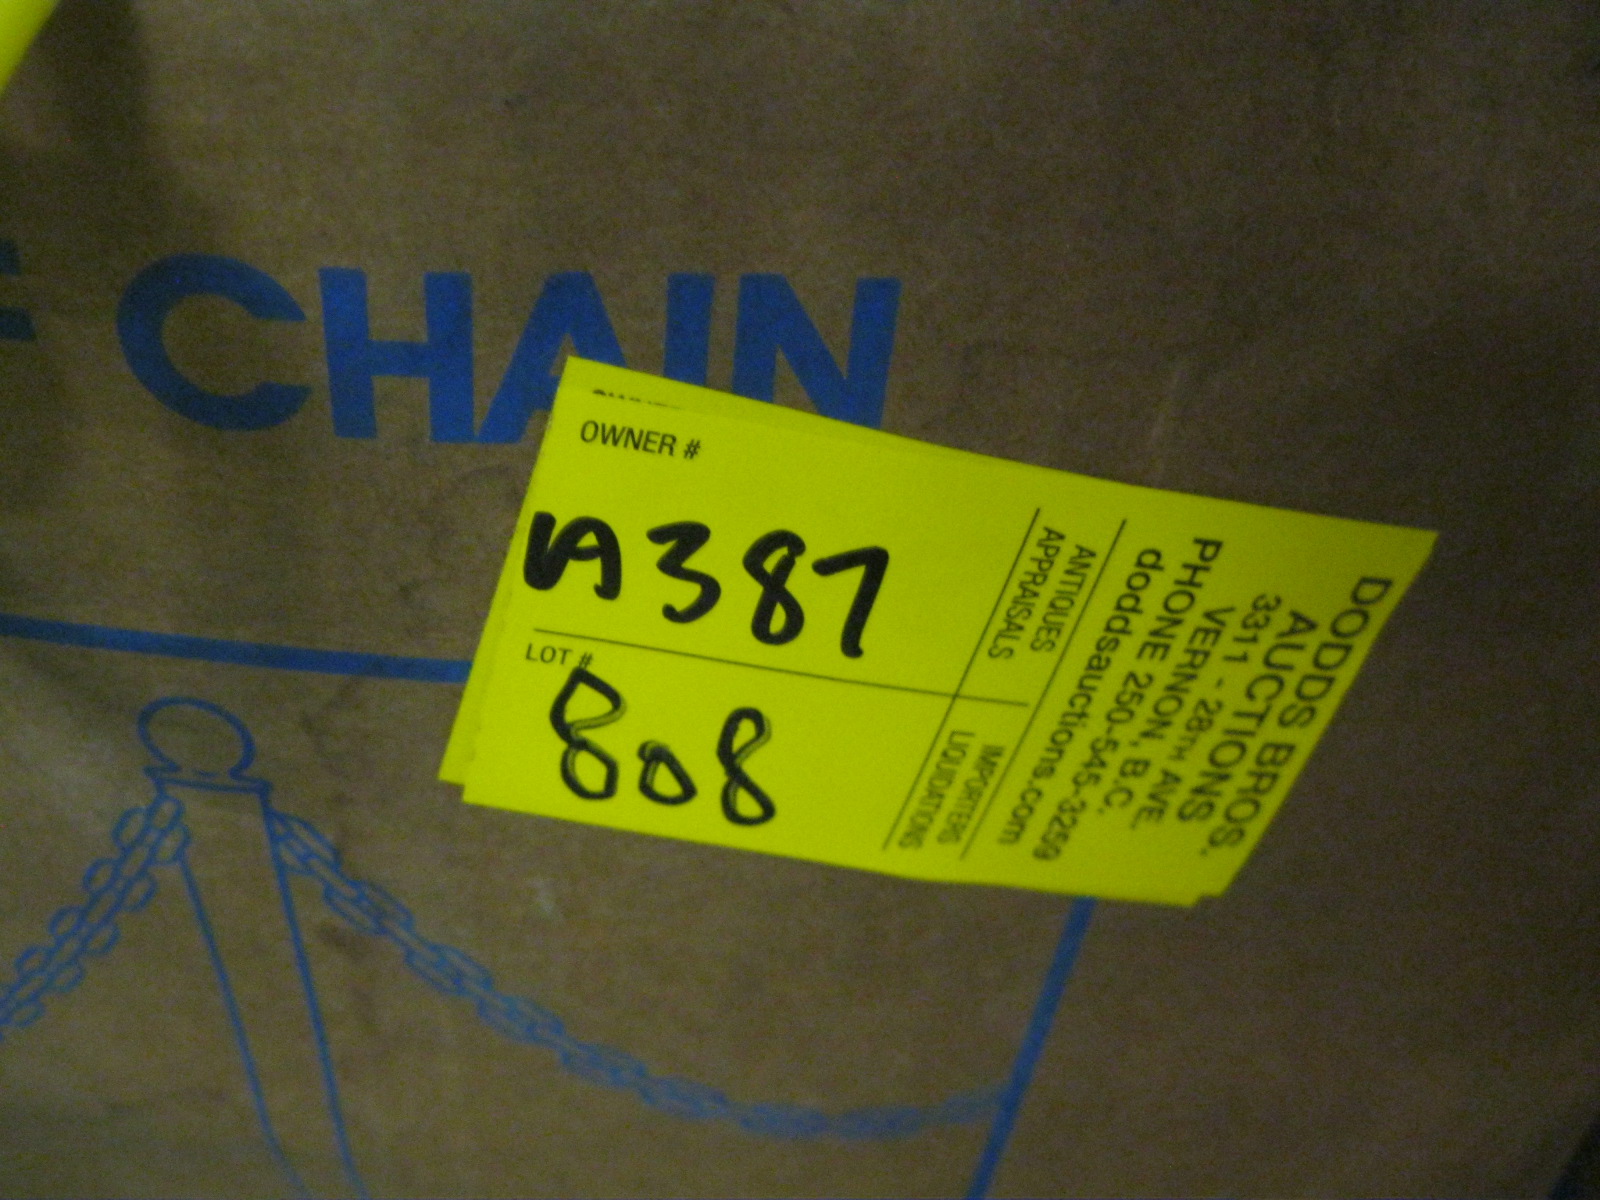 CHAIN
OWNER #
VA387
LOT #
808
ANTIQUES
APPRAISALS
IMPORTERS
LIQUIDATIONS
DODDS BROS.
AUCTIONS
3311 - 28TH AVE.
VERNON, B.C.
PHONE 250-545-3259
doddsauctions.com